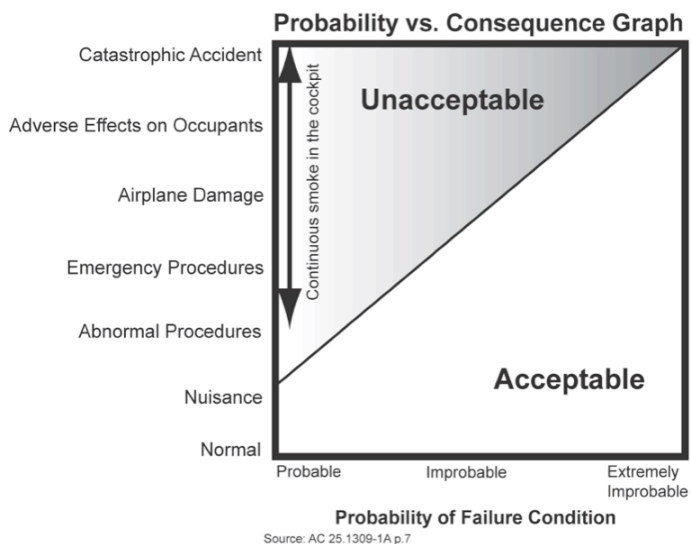 Probability vs. Consequence Graph
Catastrophic Accident
Adverse Effects on Occupants
Airplane Damage
Emergency Procedures
Abnormal Procedures
Nuisance
Normal
Continuous smoke in the cockpit
Unacceptable
Acceptable
Probable
Improbable
Extremely
Improbable
Probability of Failure Condition
Source: AC 25.1309-1A p.7